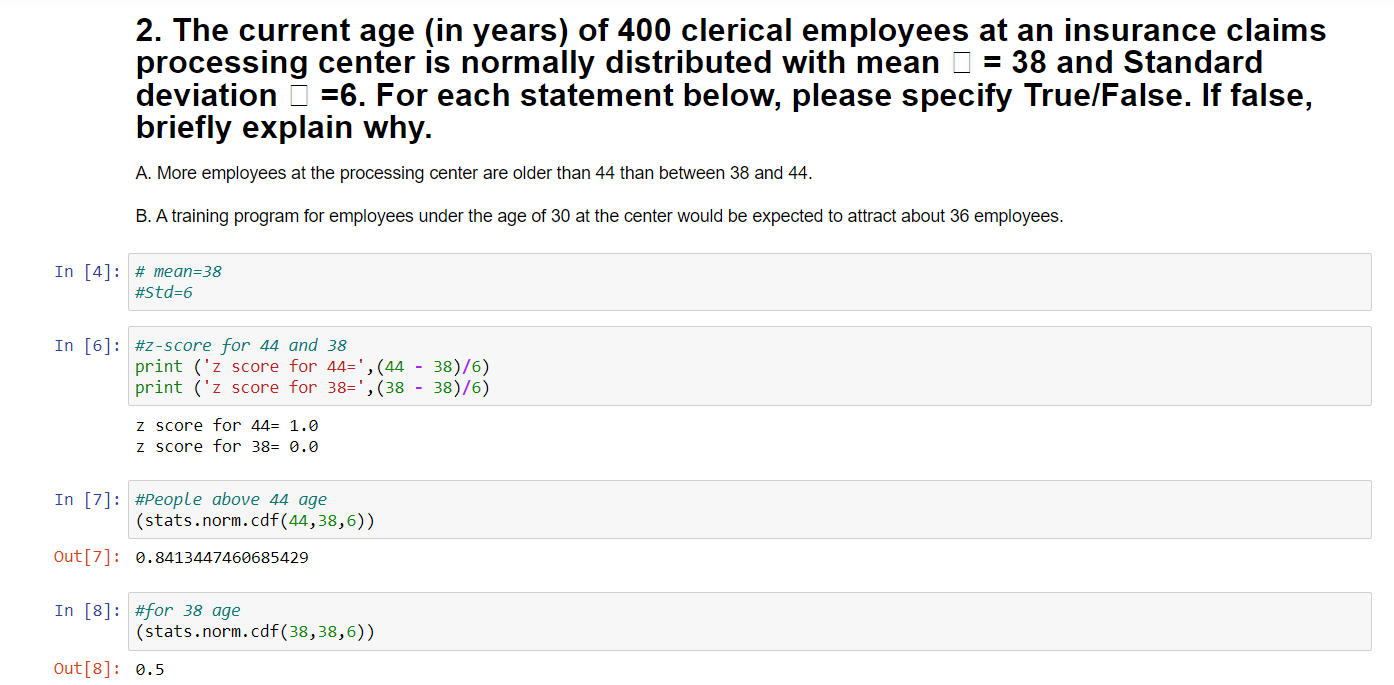 2. The current age (in years) of 400 clerical employees at an insurance claims
processing center is normally distributed with mean □ = 38 and Standard
deviation □ =6. For each statement below, please specify True/False. If false,
briefly explain why.
A. More employees at the processing center are older than 44 than between 38 and 44.
B. A training program for employees under the age of 30 at the center would be expected to attract about 36 employees.
In [4]: # mean=38
#Std=6
In [6]: #z-score for 44 and 38
print ('z score for 44=',(44 - 38)/6)
print ('z score for 38=',(38 - 38)/6)
z score for 44= 1.0
z score for 38= 0.0
In [7]: #People above 44 age
(stats.norm.cdf(44,38,6))
Out[7]: 0.8413447460685429
In [8]: #for 38 age
(stats.norm.cdf(38,38,6))
Out[8]: 0.5